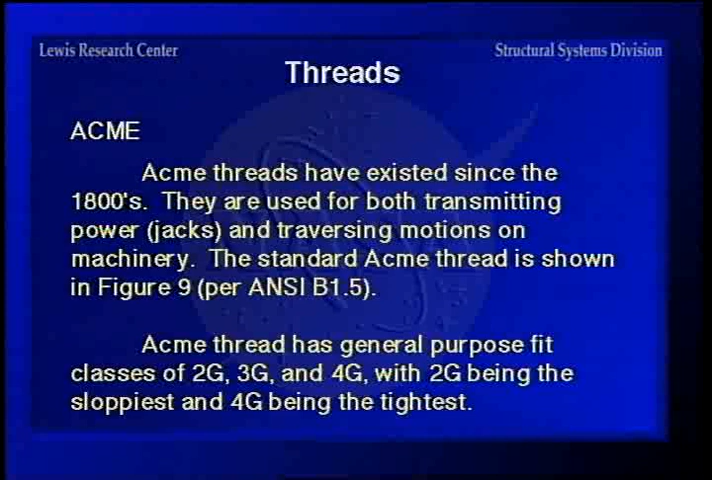 Lewis Research Center
Structural Systems Division
Threads
ACME
Acme threads have existed since the
1800's. They are used for both transmitting
power (jacks) and traversing motions on
machinery. The standard Acme thread is shown
in Figure 9 (per ANSI B1.5).
Acme thread has general purpose fit
classes of 2G, 3G, and 4G, with 2G being the
sloppiest and 4G being the tightest.